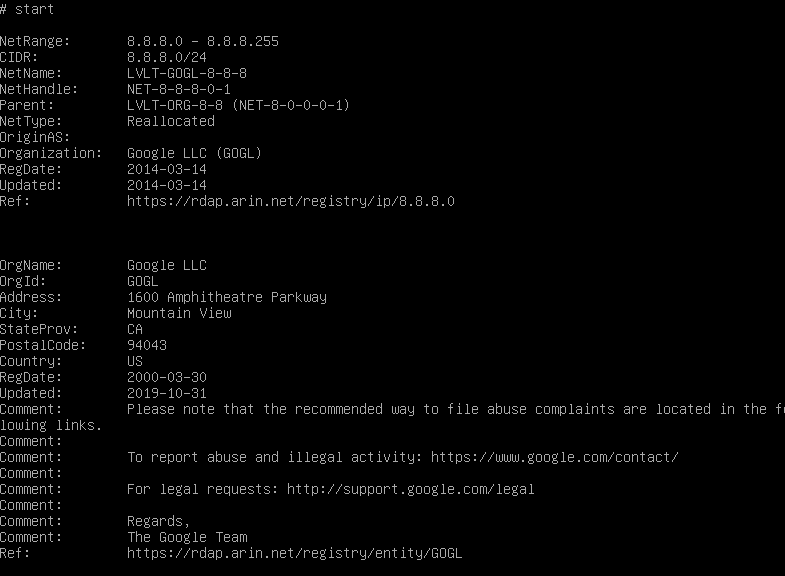 # start
NetRange: 8.8.8.0 - 8.8.8.255
CIDR: 8.8.8.0/24
NetName: LVLT-GOGL-8-8-8
NetHandle: NET-8-8-8-0-1
Parent: LVLT-ORG-8-8 (NET-8-0-0-0-1)
NetType: Reallocated
OriginAS:
Organization: Google LLC (GOGL)
RegDate: 2014-03-14
Updated: 2014-03-14
Ref: https://rdap.arin.net/registry/ip/8.8.8.0
OrgName: Google LLC
OrgId: GOGL
Address: 1600 Amphitheatre Parkway
City: Mountain View
StateProv: CA
PostalCode: 94043
Country: US
RegDate: 2000-03-30
Updated: 2019-10-31
Comment: Please note that the recommended way to file abuse complaints are located in the fo
lowing links.
Comment:
Comment: To report abuse and illegal activity: https://www.google.com/contact/
Comment:
Comment: For legal requests: http://support.google.com/legal
Comment:
Comment: Regards,
Comment: The Google Team
Ref: https://rdap.arin.net/registry/entity/GOGL